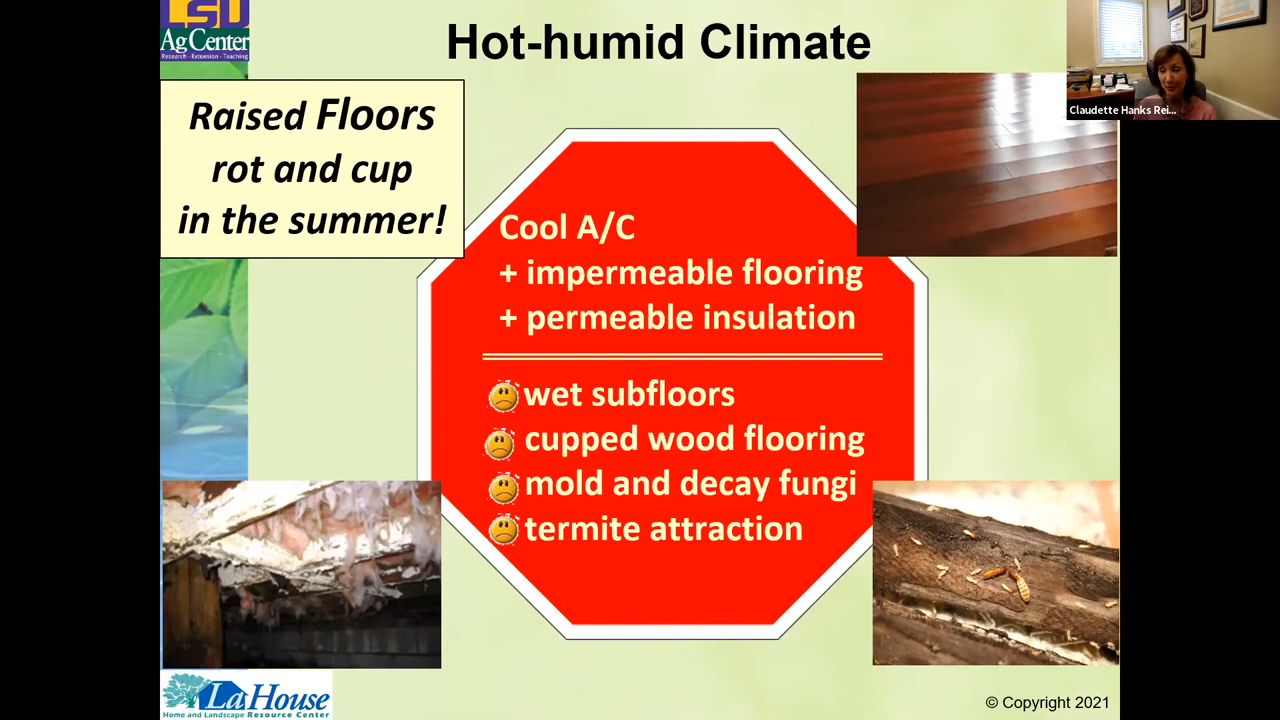 LSU
AgCenter
Research · Extension · Teaching
Hot-humid Climate
Claudette Hanks Rei...
Raised Floors
rot and cup
in the summer!
Cool A/C
+ impermeable flooring
+ permeable insulation
wet subfloors
cupped wood flooring
mold and decay fungi
termite attraction
LaHouse
Home and Landscape Resource Center
© Copyright 2021